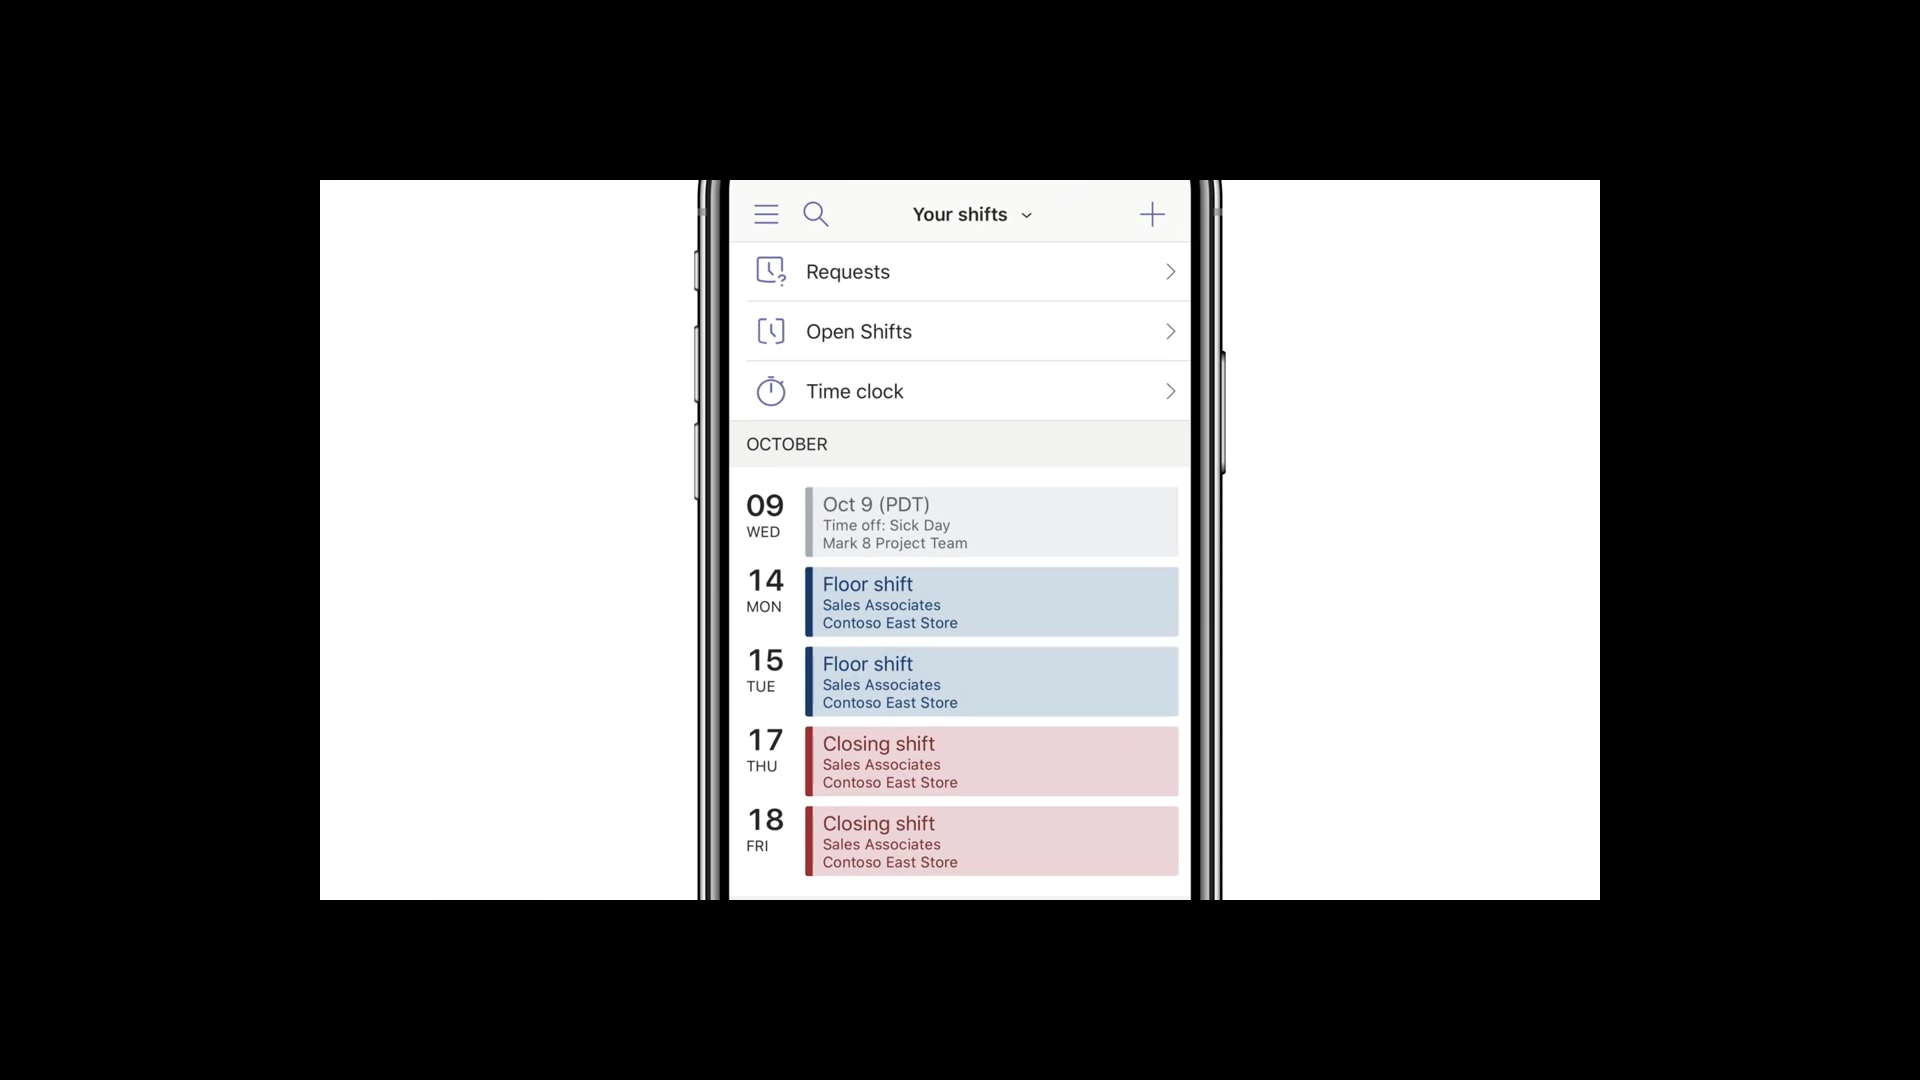 Your shifts
Requests
Open Shifts
Time clock
OCTOBER
09
WED
Oct 9 (PDT)
Time off: Sick Day
Mark 8 Project Team
14
MON
Floor shift
Sales Associates
Contoso East Store
15
TUE
Floor shift
Sales Associates
Contoso East Store
17
THU
Closing shift
Sales Associates
Contoso East Store
18
FRI
Closing shift
Sales Associates
Contoso East Store